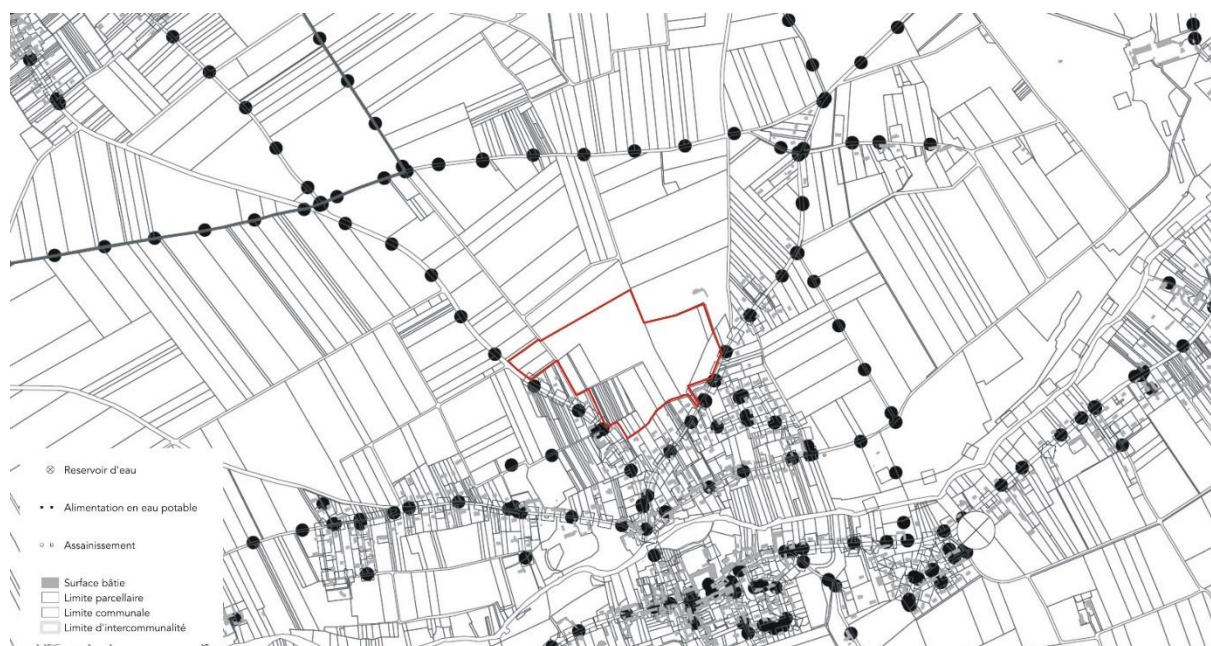 Reservoir d'eau
Alimentation en eau potable
Assainissement
Surface bâtie
Limite parcellaire
Limite communale
Limite d'intercommunalité